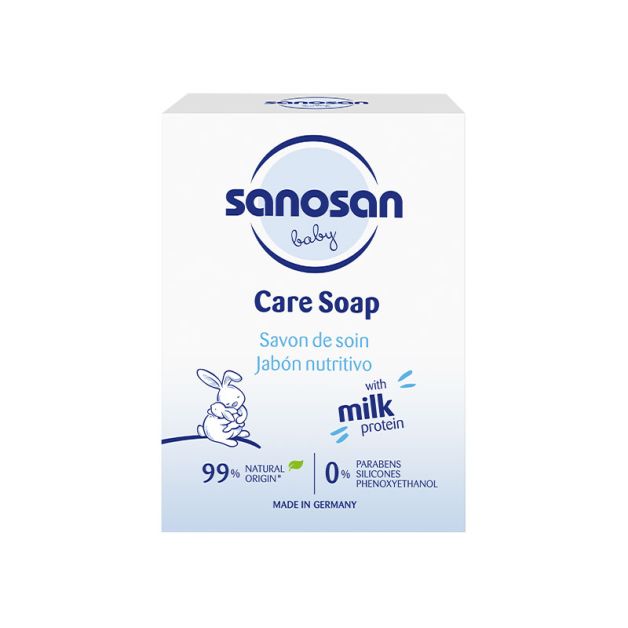 sanosan
sanosan
baby
Care Soap
Savon de soin
Jabón nutritivo
with
milk
protein
99% NATURAL ORIGIN*
0% PARABENS
SILICONES
PHENOXYETHANOL
MADE IN GERMANY